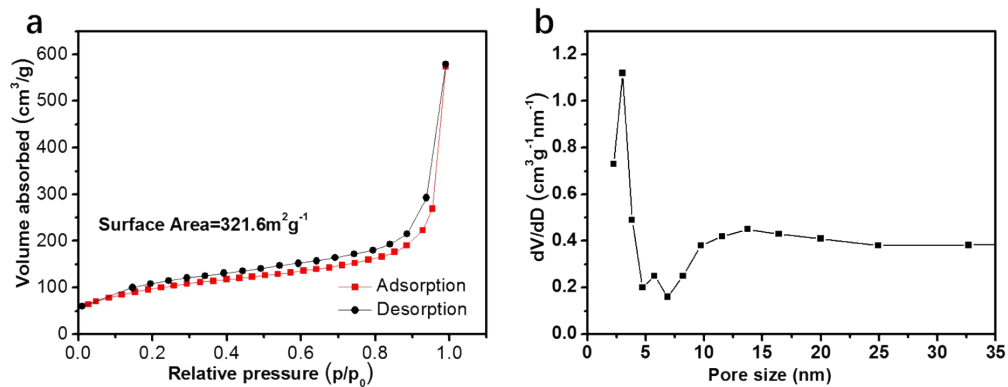 a
600
500
400
300
200
100
0
Volume absorbed (cm³/g)
Surface Area=321.6m²g⁻¹
Adsorption
Desorption
0.0 0.2 0.4 0.6 0.8 1.0
Relative pressure (p/p₀)
b
1.2
1.0
0.8
0.6
0.4
0.2
0.0
dV/dD (cm³g⁻¹nm⁻¹)
0 5 10 15 20 25 30 35
Pore size (nm)